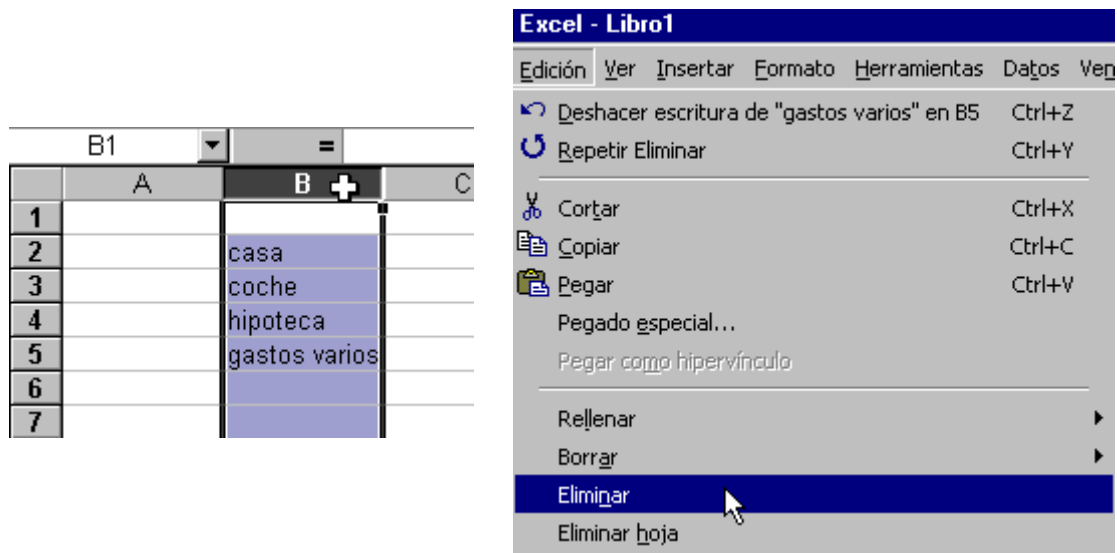 B1 =
A B C
1
2 casa
3 coche
4 hipoteca
5 gastos varios
6
7
Excel - Libro1
Edición Ver Insertar Formato Herramientas Datos Ven
Deshacer escritura de "gastos varios" en B5 Ctrl+Z
Repetir Eliminar Ctrl+Y
Cortar Ctrl+X
Copiar Ctrl+C
Pegar Ctrl+V
Pegado especial...
Pegar como hipervínculo
Rellenar
Borrar
Eliminar
Eliminar hoja